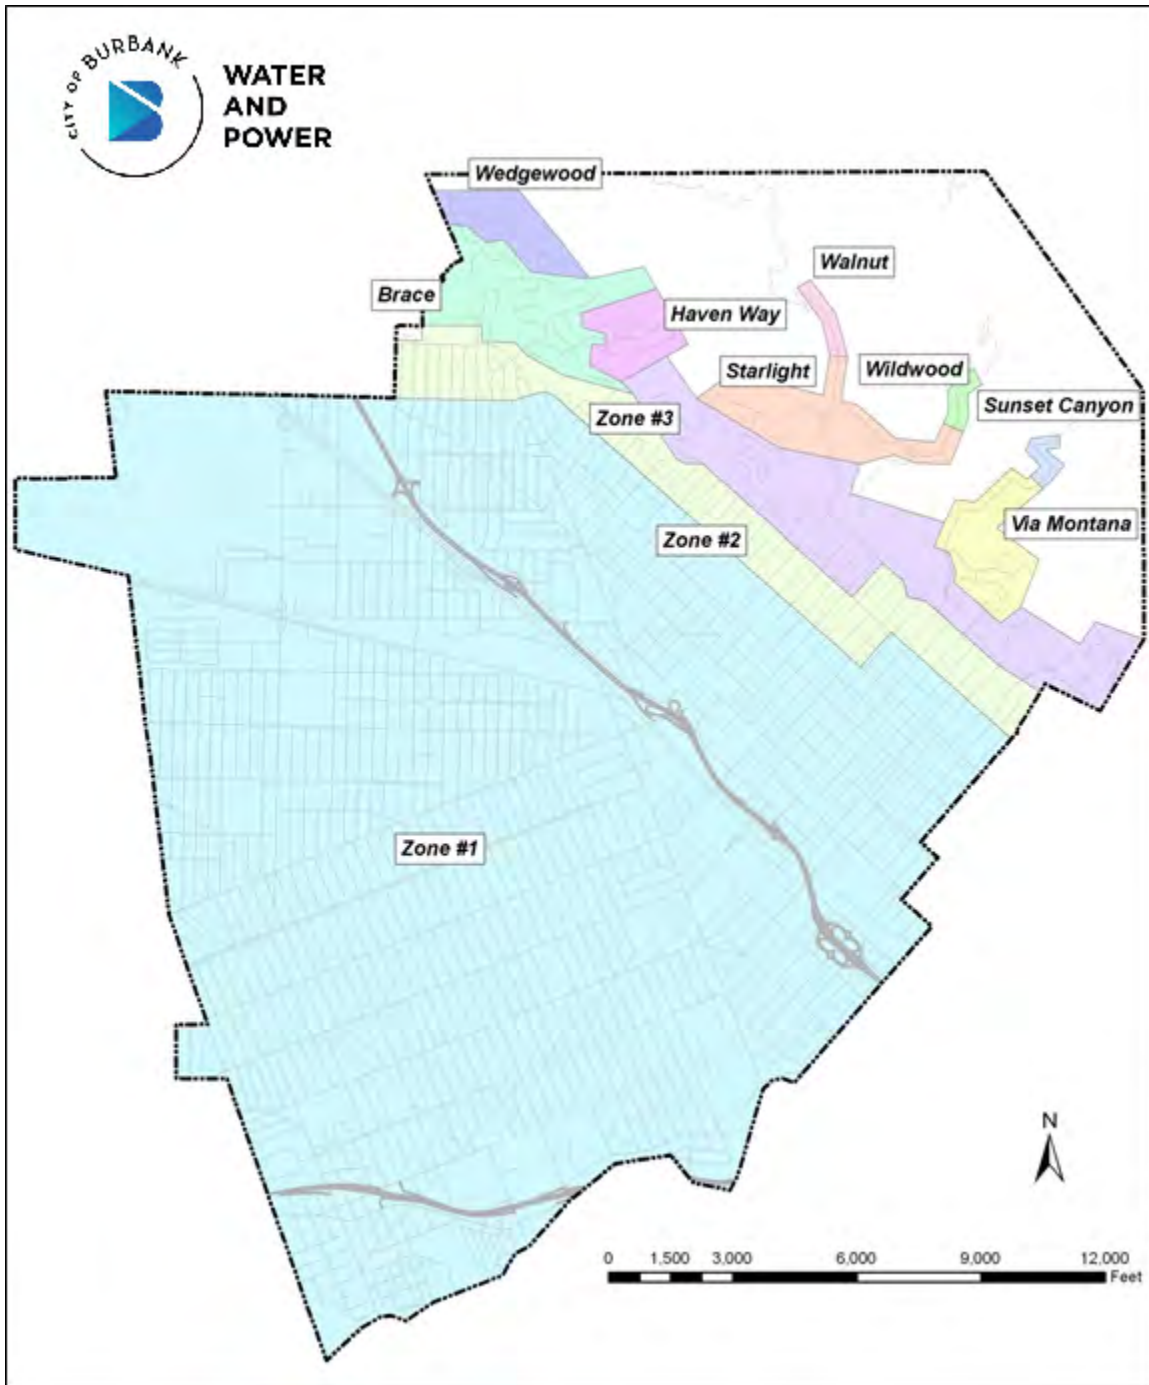 CITY OF BURBANK
WATER
AND
POWER
Wedgewood
Walnut
Brace
Haven Way
Starlight
Wildwood
Sunset Canyon
Zone #3
Via Montana
Zone #2
Zone #1
N
0 1,500 3,000 6,000 9,000 12,000
Feet